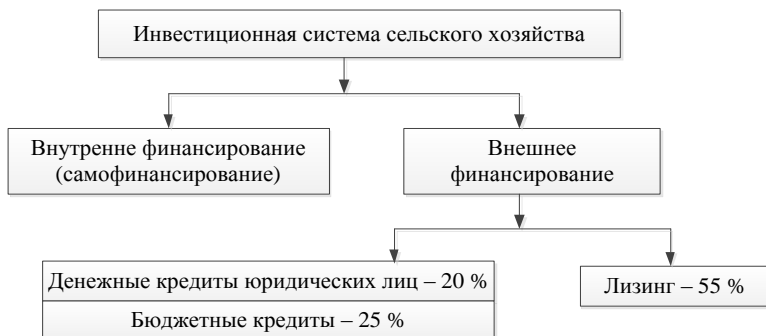 Инвестиционная система сельского хозяйства
Внутренне финансирование
(самофинансирование)
Внешнее
финансирование
Денежные кредиты юридических лиц – 20 %
Бюджетные кредиты – 25 %
Лизинг – 55 %